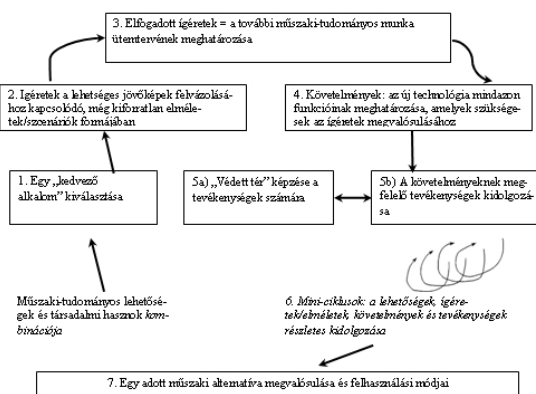 3. Elfogadott ígéretek = a további műszaki-tudományos munka
ütemtervének meghatározása
2. Igéretek a lehetséges jövőképek felvázolásá-
hoz kapcsolódó, még kiforratlan elméle-
tek/szcenáriók formájában
4. Követelmények: az új technológia mindazon
funkcióinak meghatározása, amelyek szüksége-
sek az ígéretek megvalósulásához
1. Egy „kedvező
alkalom” kiválasztása
5a) „Védett tér” képzése a
tevékenységek számára
5b) A követelményeknek meg-
felelő tevékenységek kidolgozá-
sa
Műszaki-tudományos lehetősé-
gek és társadalmi hasznok kom-
binációja
6. Mini-ciklusok: a lehetőségek, ígére-
tek/elméletek, követelmények és tevékenységek
részletes kidolgozása
7. Egy adott műszaki alternatíva megvalósulása és felhasználási módjai